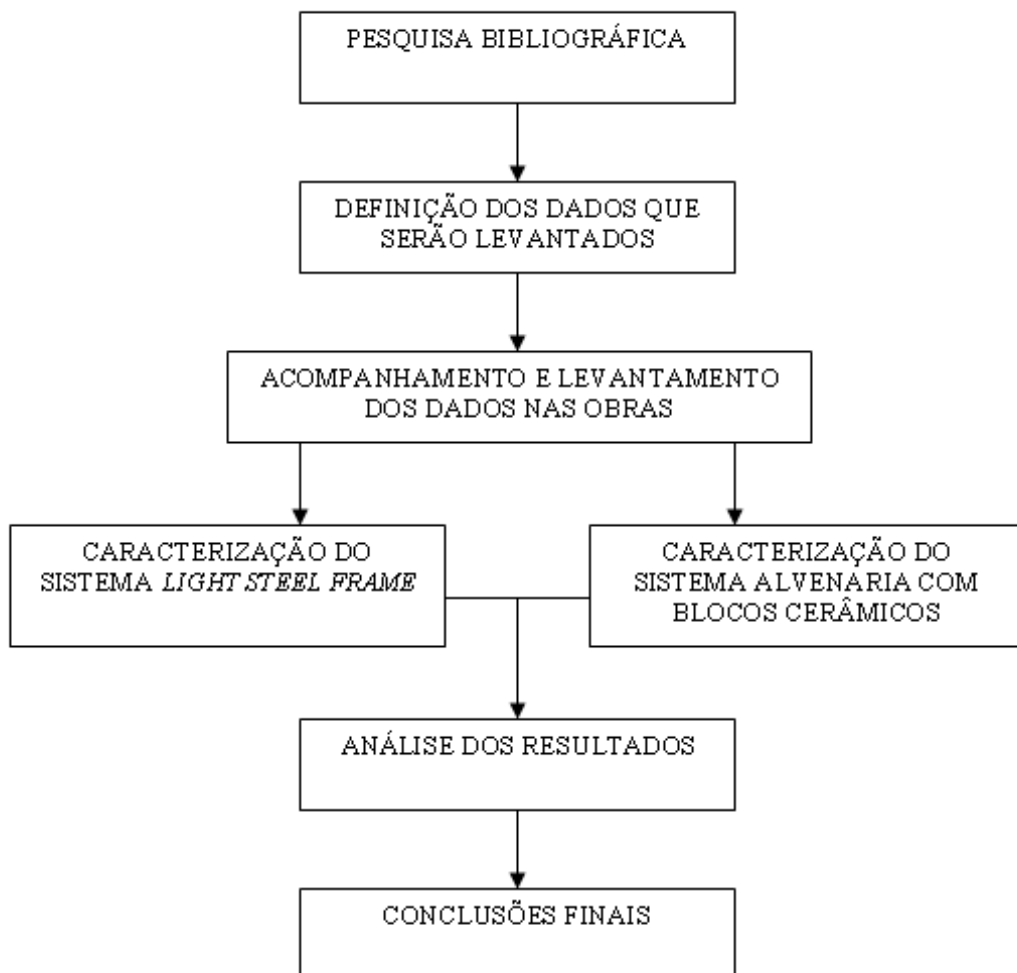 PESQUISA BIBLIOGRÁFICA
DEFINIÇÃO DOS DADOS QUE
SERÃO LEVANTADOS
ACOMPANHAMENTO E LEVANTAMENTO
DOS DADOS NAS OBRAS
CARACTERIZAÇÃO DO
SISTEMA LIGHT STEEL FRAME
CARACTERIZAÇÃO DO
SISTEMA ALVENARIA COM
BLOCOS CERÂMICOS
ANÁLISE DOS RESULTADOS
CONCLUSÕES FINAIS